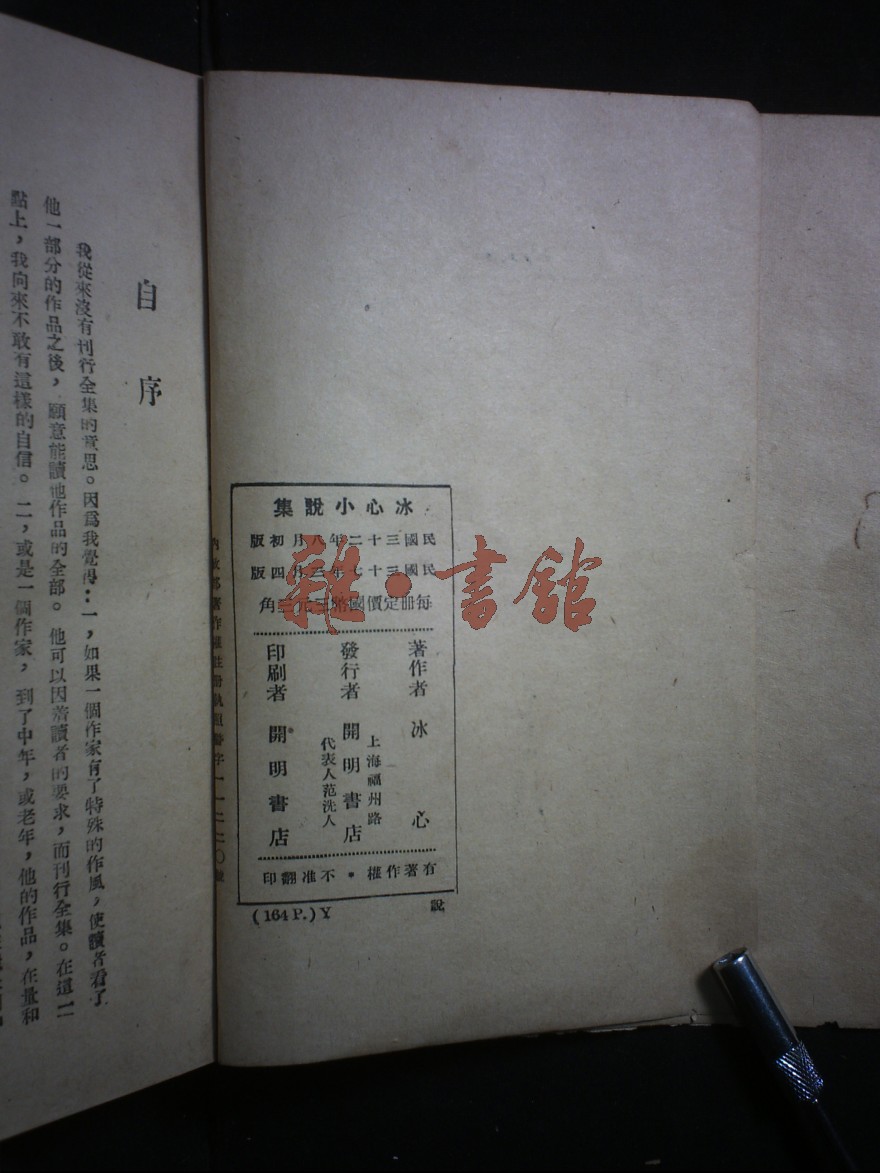 自序
我從來沒有刊行全集的意思。因爲我覺得：一，如果一個作家有了特殊的作風，使讀者看了
他一部分的作品之後，願意能讀他作品的全部。他可以因着讀者的要求，而刊行全集。在這一
點上，我向來不敢有這樣的自信。二，或是一個作家，到了中年，或老年，他的作品，在量和
冰心小說集
民國三十二年八月初版
民國三十七年三月四版
每冊定價國幣三元三角
著作者 冰心
上海福州路
發行者 開明書店
代表人范洗人
印刷者 開明書店
有著作權•不准翻印
(164 P.) Y
說
雜•書館